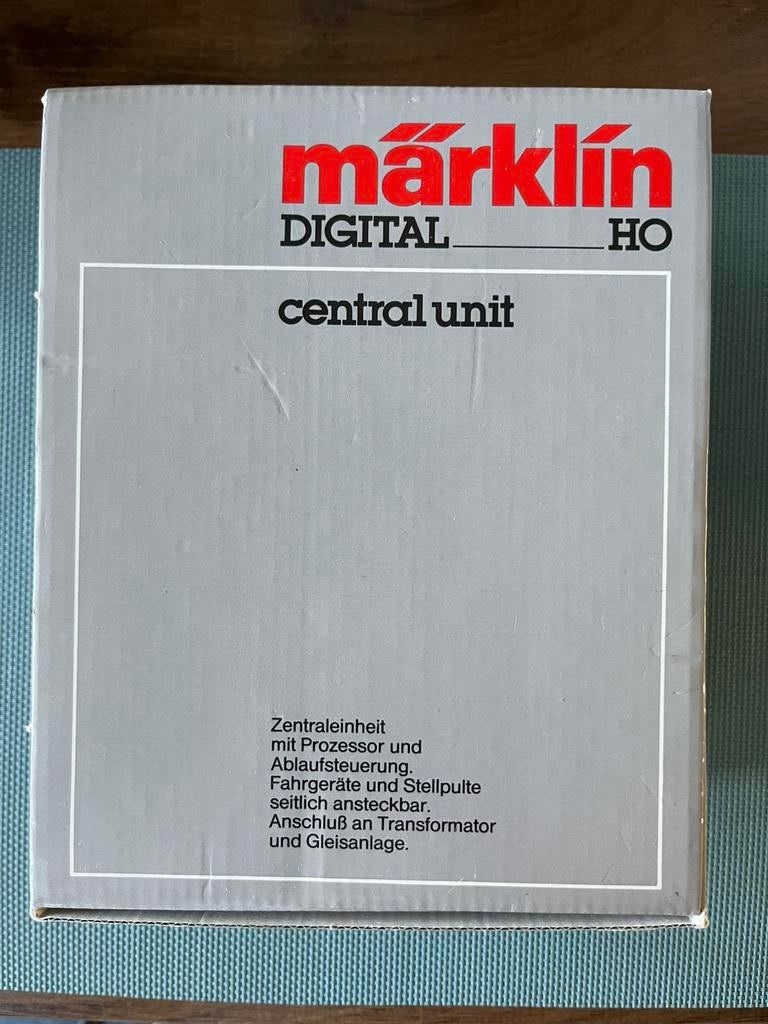 märklín
DIGITAL HO
central unit
Zentraleinheit
mit Prozessor und
Ablaufsteuerung.
Fahrgeräte und Stellpulte
seitlich ansteckbar.
Anschluß an Transformator
und Gleisanlage.